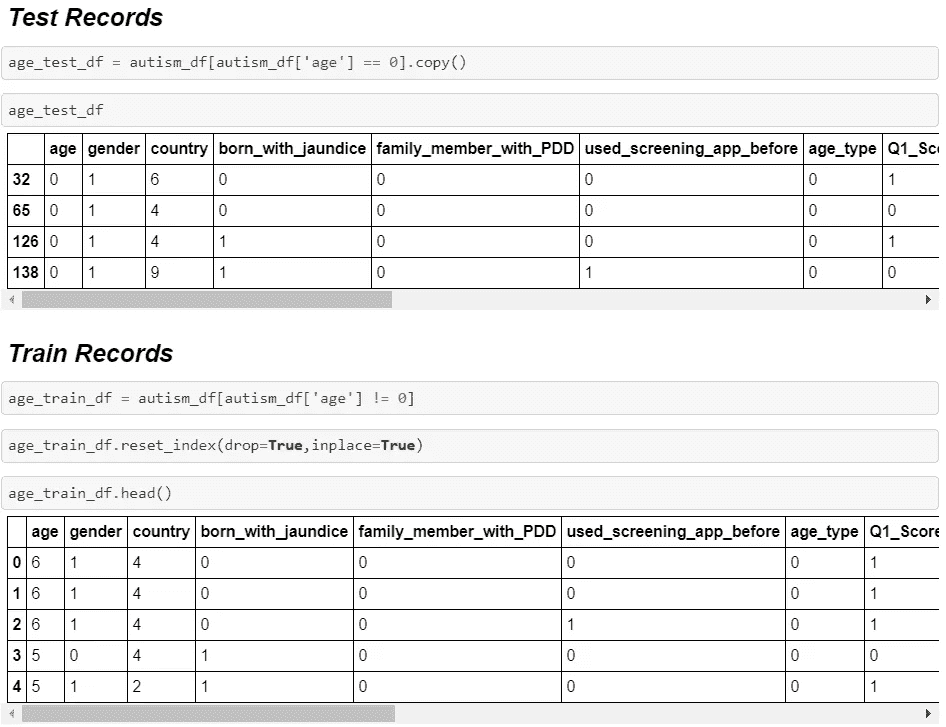 Test Records
age_test_df = autism_df[autism_df['age'] == 0].copy()
age_test_df
age gender country born_with_jaundice family_member_with_PDD used_screening_app_before age_type Q1_Sco
32 0 1 6 0 0 0 0 1
65 0 1 4 0 0 0 0 0
126 0 1 4 1 0 0 0 1
138 0 1 9 1 0 1 0 0
Train Records
age_train_df = autism_df[autism_df['age'] != 0]
age_train_df.reset_index(drop=True,inplace=True)
age_train_df.head()
age gender country born_with_jaundice family_member_with_PDD used_screening_app_before age_type Q1_Score
0 6 1 4 0 0 0 0 1
1 6 1 4 0 0 0 0 1
2 6 1 4 0 0 1 0 1
3 5 0 4 1 0 0 0 0
4 5 1 2 1 0 0 0 1